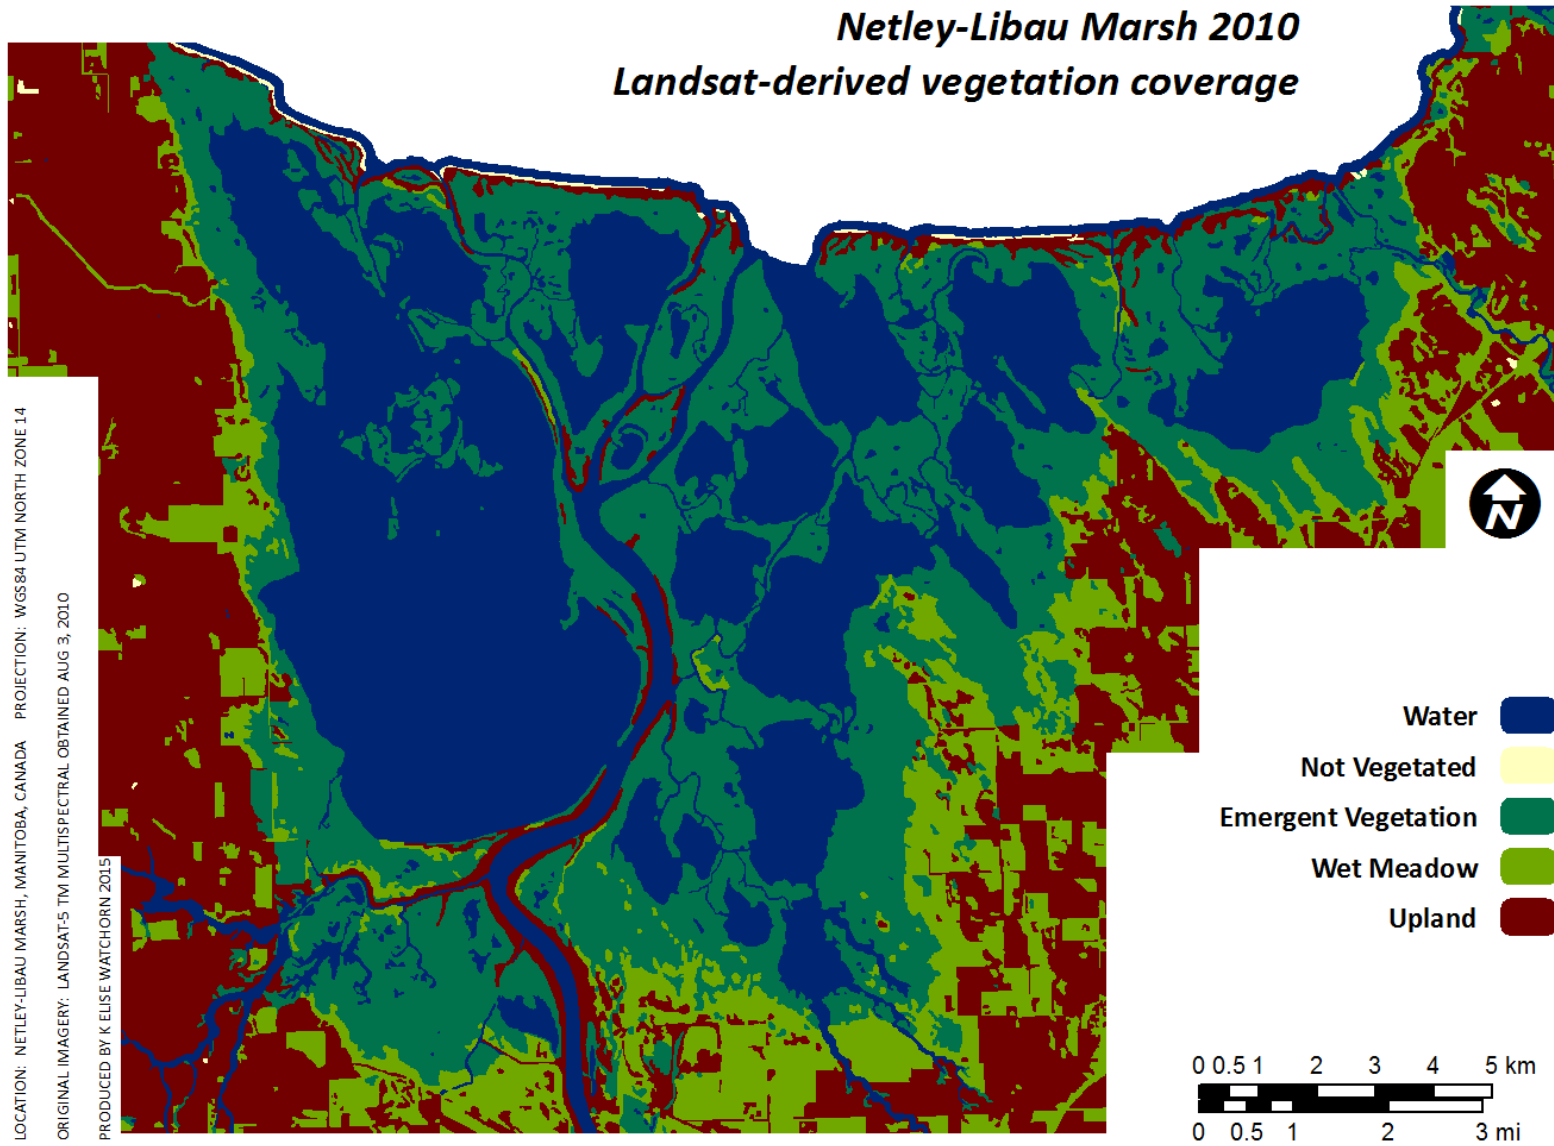 Netley-Libau Marsh 2010
Landsat-derived vegetation coverage
LOCATION: NETLEY-LIBAU MARSH, MANITOBA, CANADA PROJECTION: WGS84 UTM NORTH ZONE 14
ORIGINAL IMAGERY: LANDSAT-5 TM MULTISPECTRAL OBTAINED AUG 3, 2010
PRODUCED BY K ELISE WATCHORN 2015
N
Water
Not Vegetated
Emergent Vegetation
Wet Meadow
Upland
0 0.5 1 2 3 4 5 km
0 0.5 1 2 3 mi